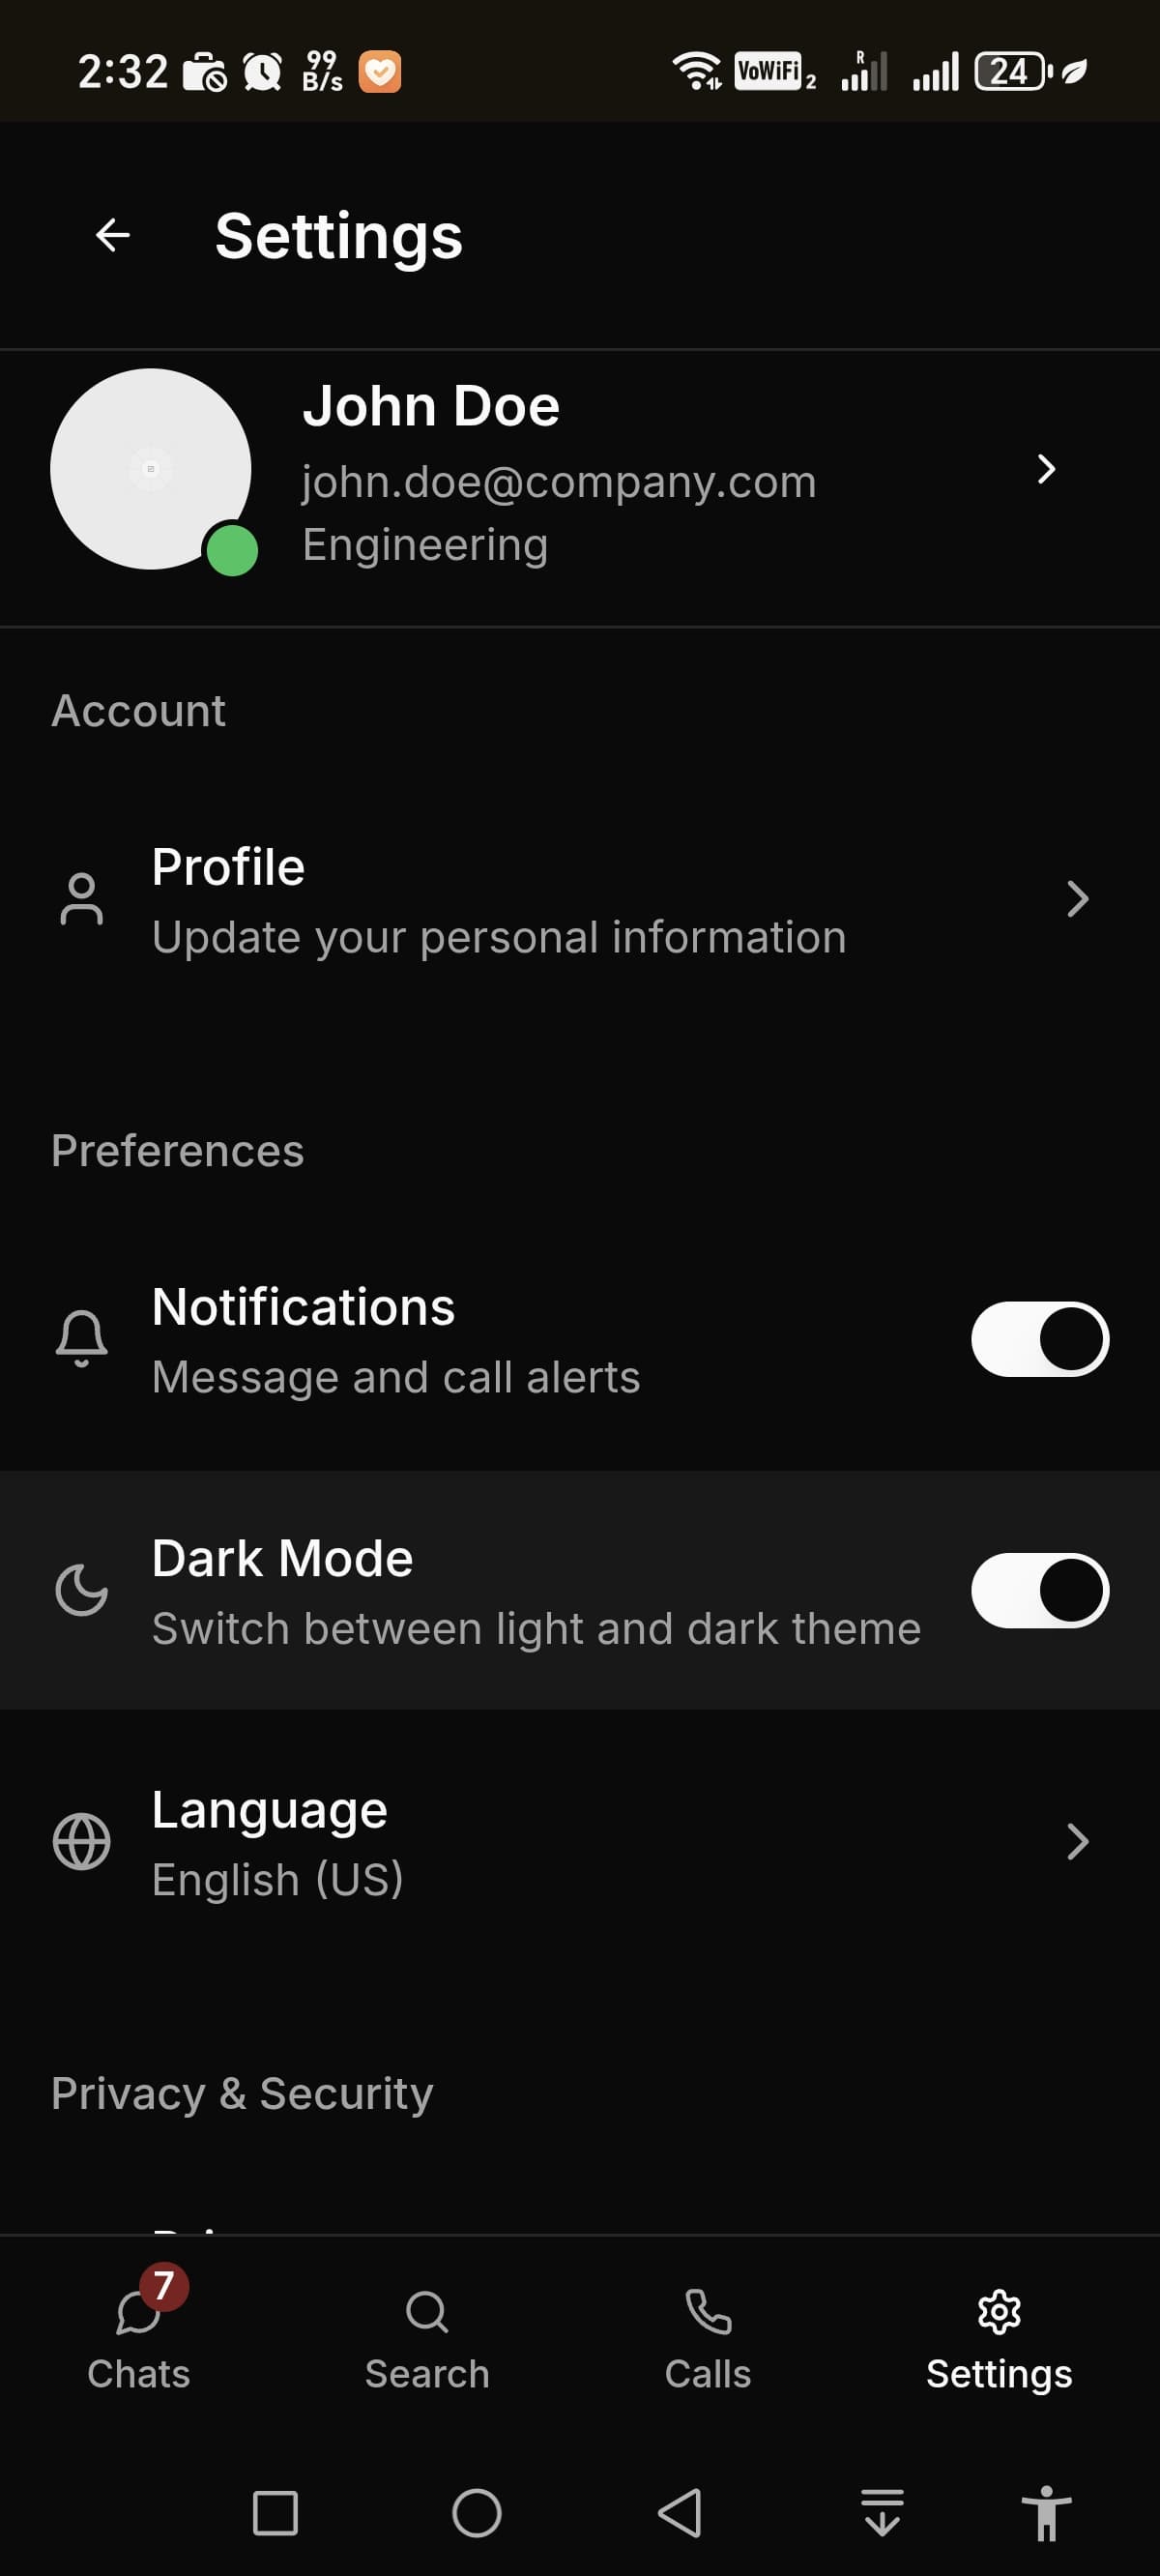 2:32 99 B/s VoWiFi 2 R 24
Settings
John Doe
john.doe@company.com
Engineering
Account
Profile
Update your personal information
Preferences
Notifications
Message and call alerts
Dark Mode
Switch between light and dark theme
Language
English (US)
Privacy & Security
7
Chats Search Calls Settings